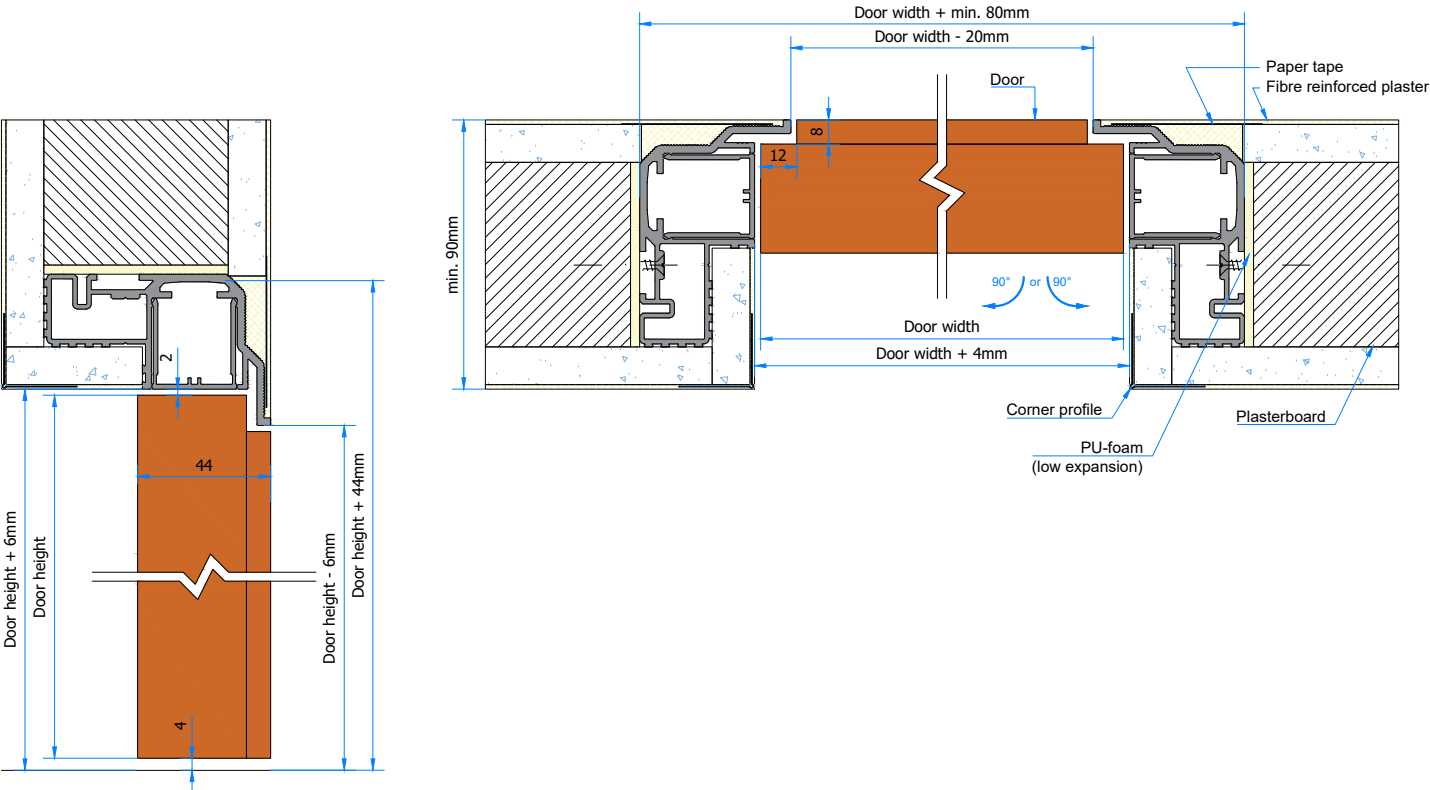 Door width + min. 80mm
Door width - 20mm
Door
Paper tape
Fibre reinforced plaster
8
12
min. 90mm
90° or 90°
Door width
Door width + 4mm
Corner profile
Plasterboard
PU-foam
(low expansion)
2
44
Door height + 6mm
Door height
Door height - 6mm
Door height + 44mm
4